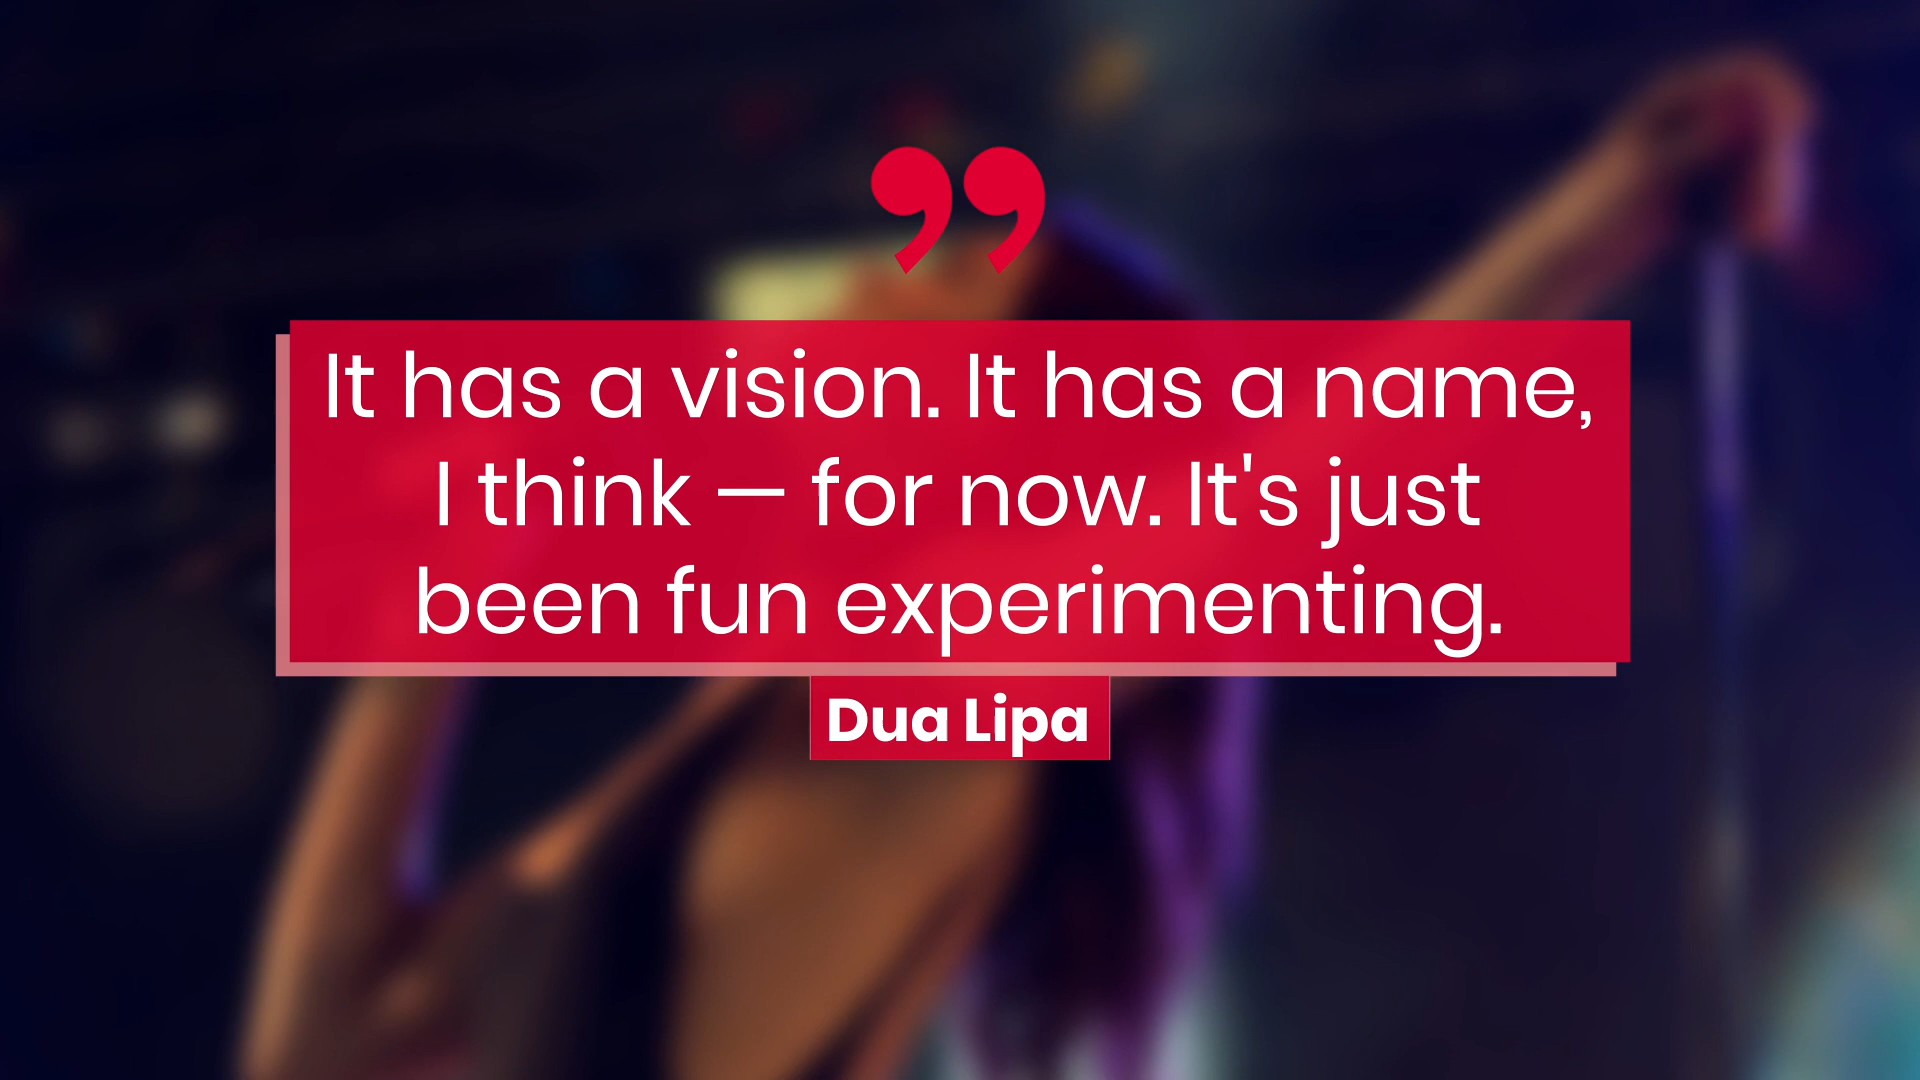 ”
It has a vision. It has a name,
I think — for now. It's just
been fun experimenting.
Dua Lipa